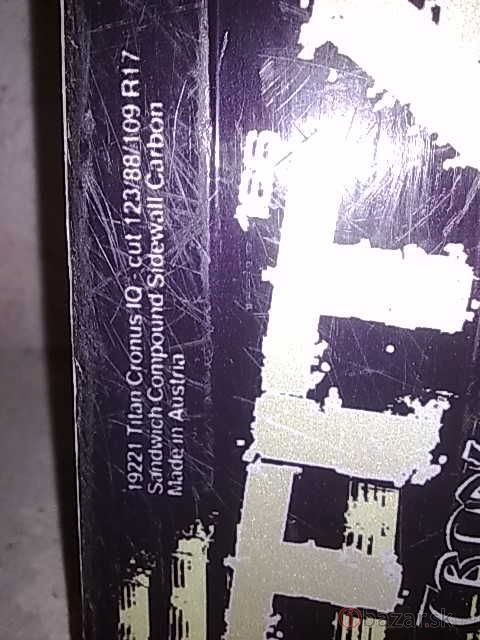 19221 Titan Cronus IQ - cut 123/88/109 R17
Sandwich Compound Sidewall Carbon
Made in Austria
bazar.sk